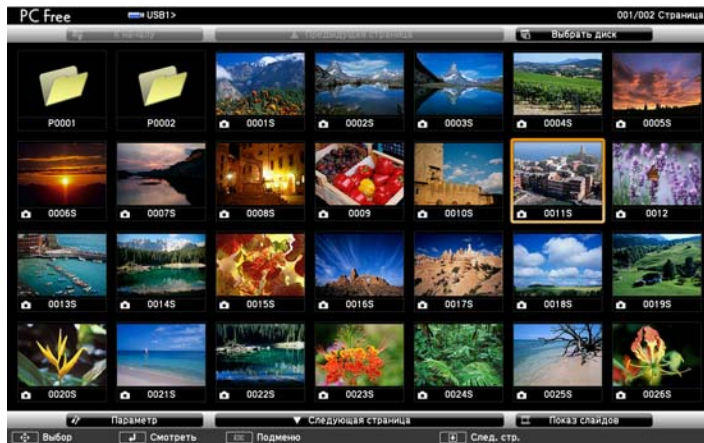 PC Free USB1> 001/002 Страница
К началу ▲ Предыдущая страница Выбрать диск
P0001 P0002 0001S 0002S 0003S 0004S 0005S
0006S 0007S 0008S 0009 0010S 0011S 0012
0013S 0014S 0015S 0016S 0017S 0018S 0019S
0020S 0021S 0022S 0023S 0024S 0025S 0026S
Параметр ▼ Следующая страница Показ слайдов
Выбор Смотреть ESC Подменю След. стр.